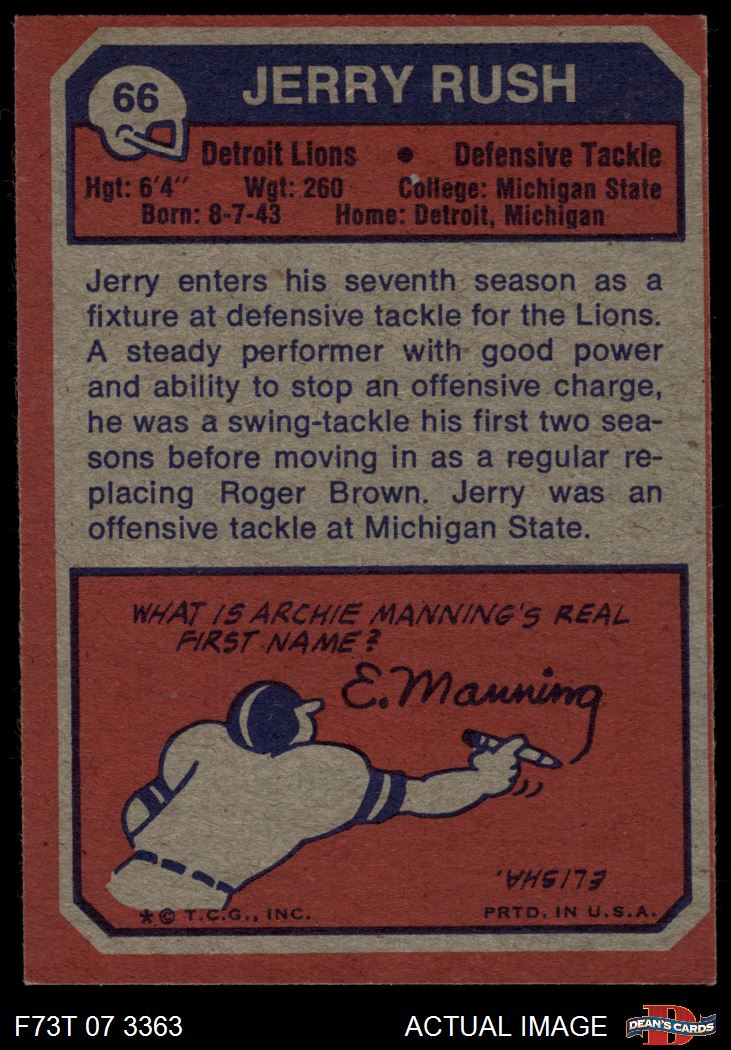 66
JERRY RUSH
Detroit Lions • Defensive Tackle
Hgt: 6'4" Wgt: 260 College: Michigan State
Born: 8-7-43 Home: Detroit, Michigan
Jerry enters his seventh season as a
fixture at defensive tackle for the Lions.
A steady performer with good power
and ability to stop an offensive charge,
he was a swing-tackle his first two sea-
sons before moving in as a regular re-
placing Roger Brown. Jerry was an
offensive tackle at Michigan State.
WHAT IS ARCHIE MANNING'S REAL
FIRST NAME?
E. Manning
ELISHA.
* © T.C.G., INC. PRTD. IN U.S.A.
F73T 07 3363 ACTUAL IMAGE
D
DEAN'S CARDS